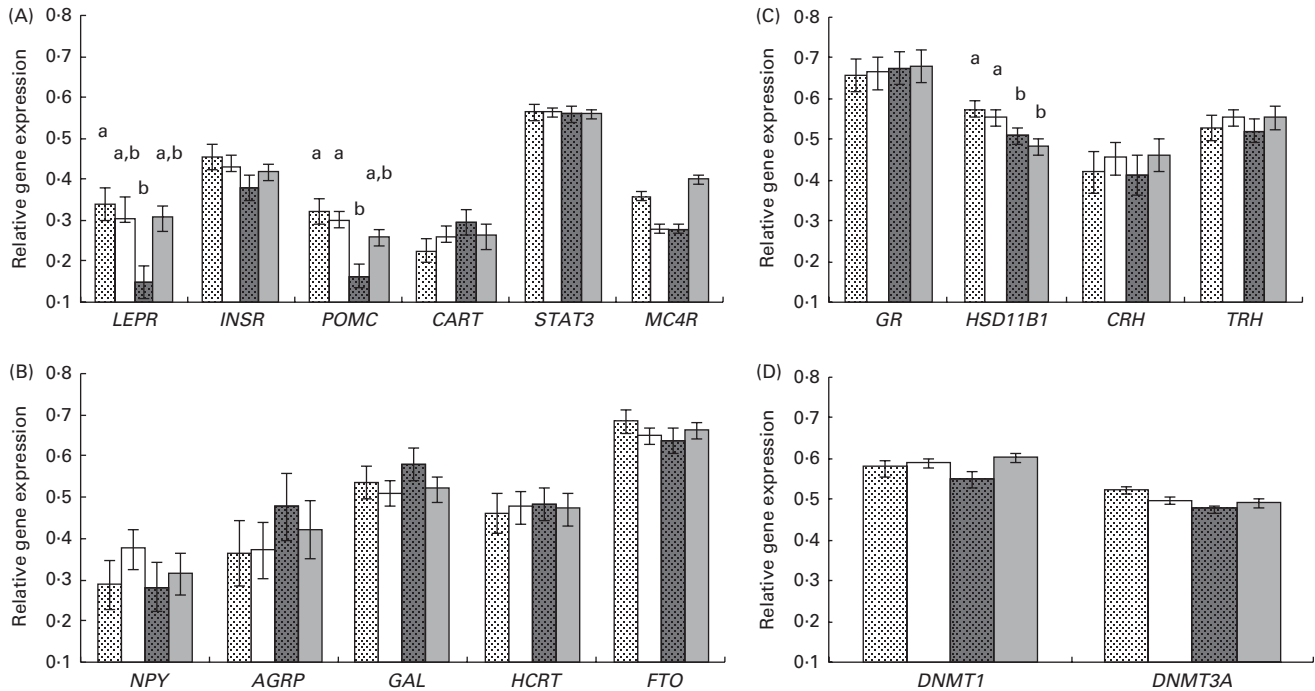 (A)
Relative gene expression
0·8
0·7
0·6
0·5
0·4
0·3
0·2
0·1
a
a,b
b
a,b
a
a
b
a,b
LEPR INSR POMC CART STAT3 MC4R
(C)
Relative gene expression
0·8
0·7
0·6
0·5
0·4
0·3
0·2
0·1
a
a
b
b
GR HSD11B1 CRH TRH
(B)
Relative gene expression
0·8
0·7
0·6
0·5
0·4
0·3
0·2
0·1
NPY AGRP GAL HCRT FTO
(D)
Relative gene expression
0·8
0·7
0·6
0·5
0·4
0·3
0·2
0·1
DNMT1 DNMT3A